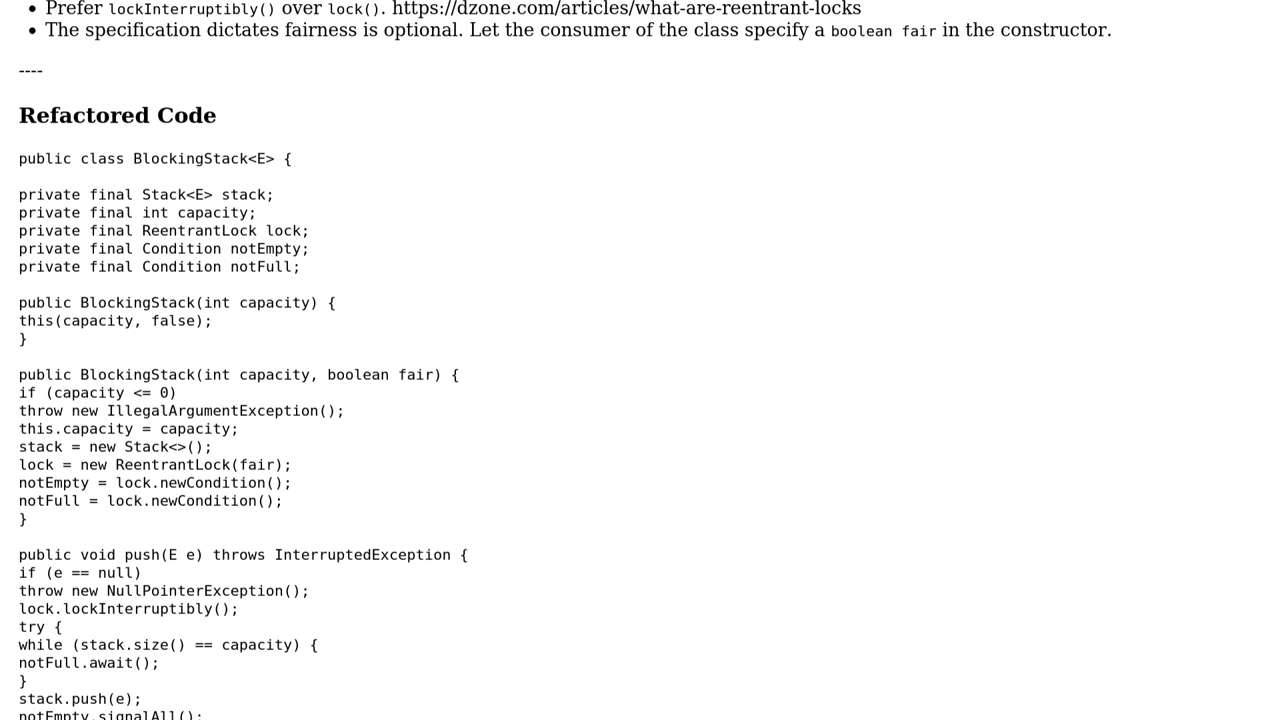 • Prefer lockInterruptibly() over lock(). https://dzone.com/articles/what-are-reentrant-locks
• The specification dictates fairness is optional. Let the consumer of the class specify a boolean fair in the constructor.
----
Refactored Code
public class BlockingStack<E> {
private final Stack<E> stack;
private final int capacity;
private final ReentrantLock lock;
private final Condition notEmpty;
private final Condition notFull;
public BlockingStack(int capacity) {
this(capacity, false);
}
public BlockingStack(int capacity, boolean fair) {
if (capacity <= 0)
throw new IllegalArgumentException();
this.capacity = capacity;
stack = new Stack<>();
lock = new ReentrantLock(fair);
notEmpty = lock.newCondition();
notFull = lock.newCondition();
}
public void push(E e) throws InterruptedException {
if (e == null)
throw new NullPointerException();
lock.lockInterruptibly();
try {
while (stack.size() == capacity) {
notFull.await();
}
stack.push(e);
notEmpty.signalAll();